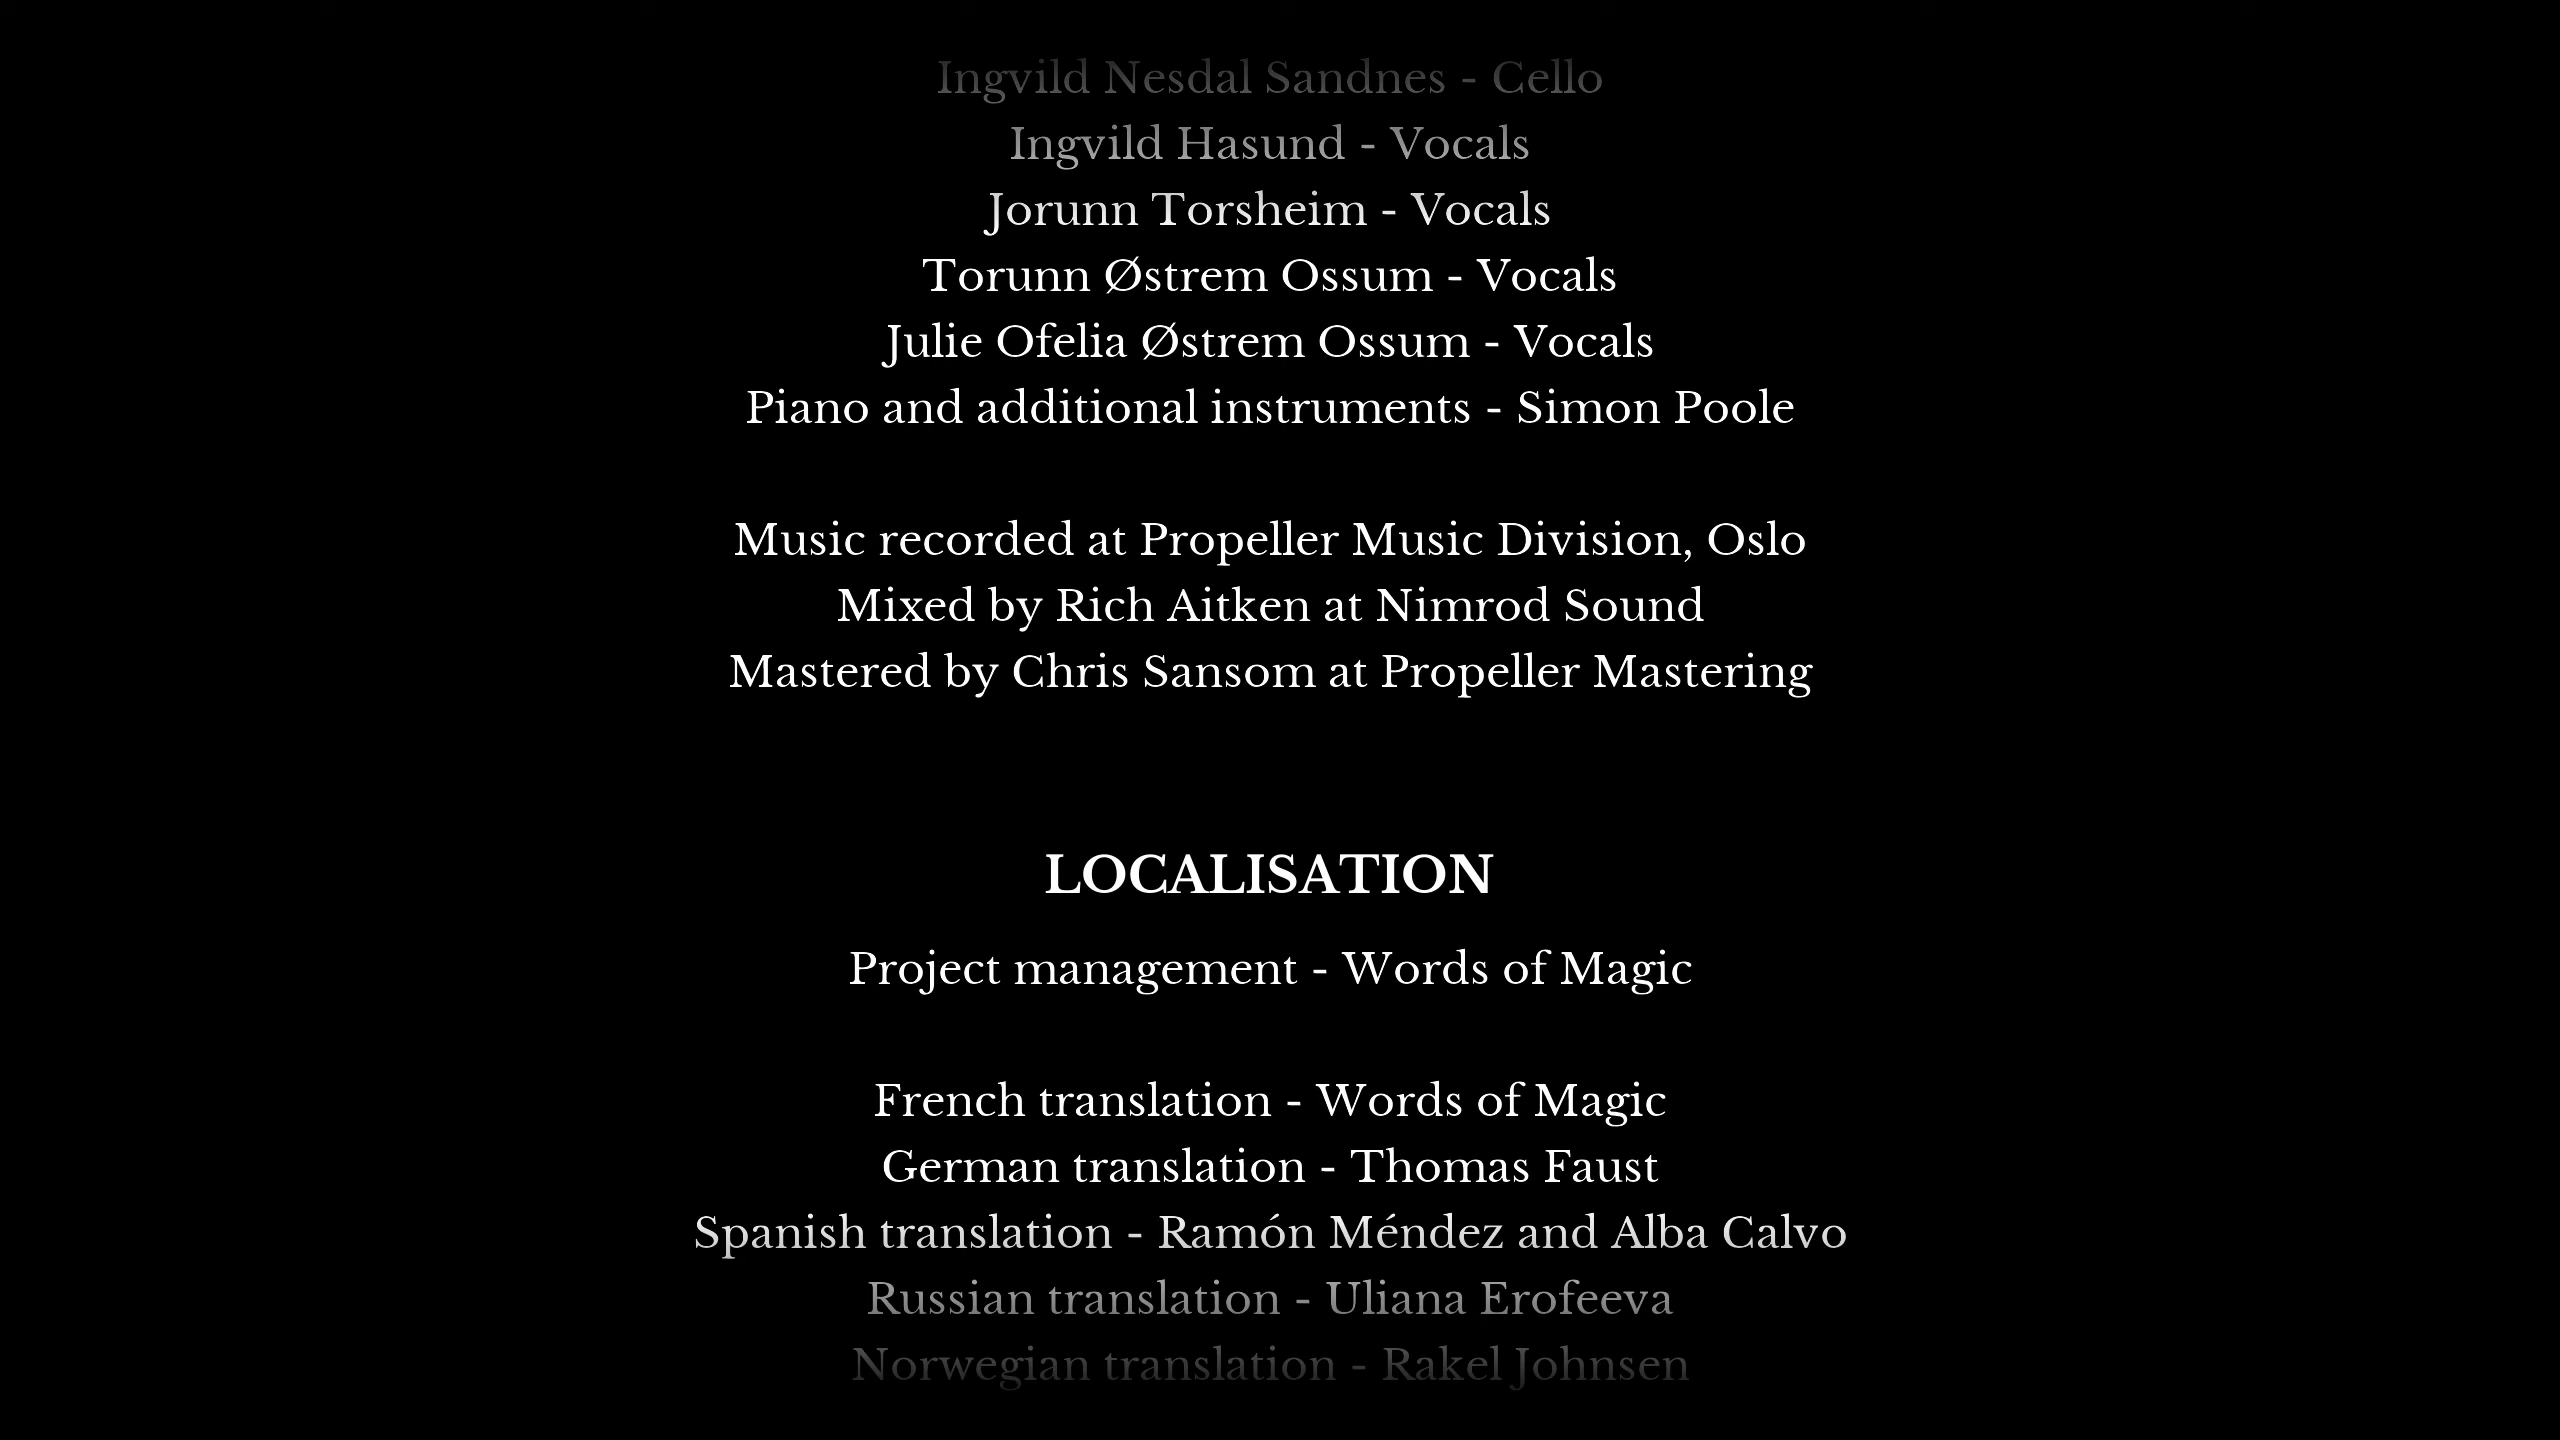 Ingvild Nesdal Sandnes - Cello
Ingvild Hasund - Vocals
Jorunn Torsheim - Vocals
Torunn Østrem Ossum - Vocals
Julie Ofelia Østrem Ossum - Vocals
Piano and additional instruments - Simon Poole
Music recorded at Propeller Music Division, Oslo
Mixed by Rich Aitken at Nimrod Sound
Mastered by Chris Sansom at Propeller Mastering
LOCALISATION
Project management - Words of Magic
French translation - Words of Magic
German translation - Thomas Faust
Spanish translation - Ramón Méndez and Alba Calvo
Russian translation - Uliana Erofeeva
Norwegian translation - Rakel Johnsen